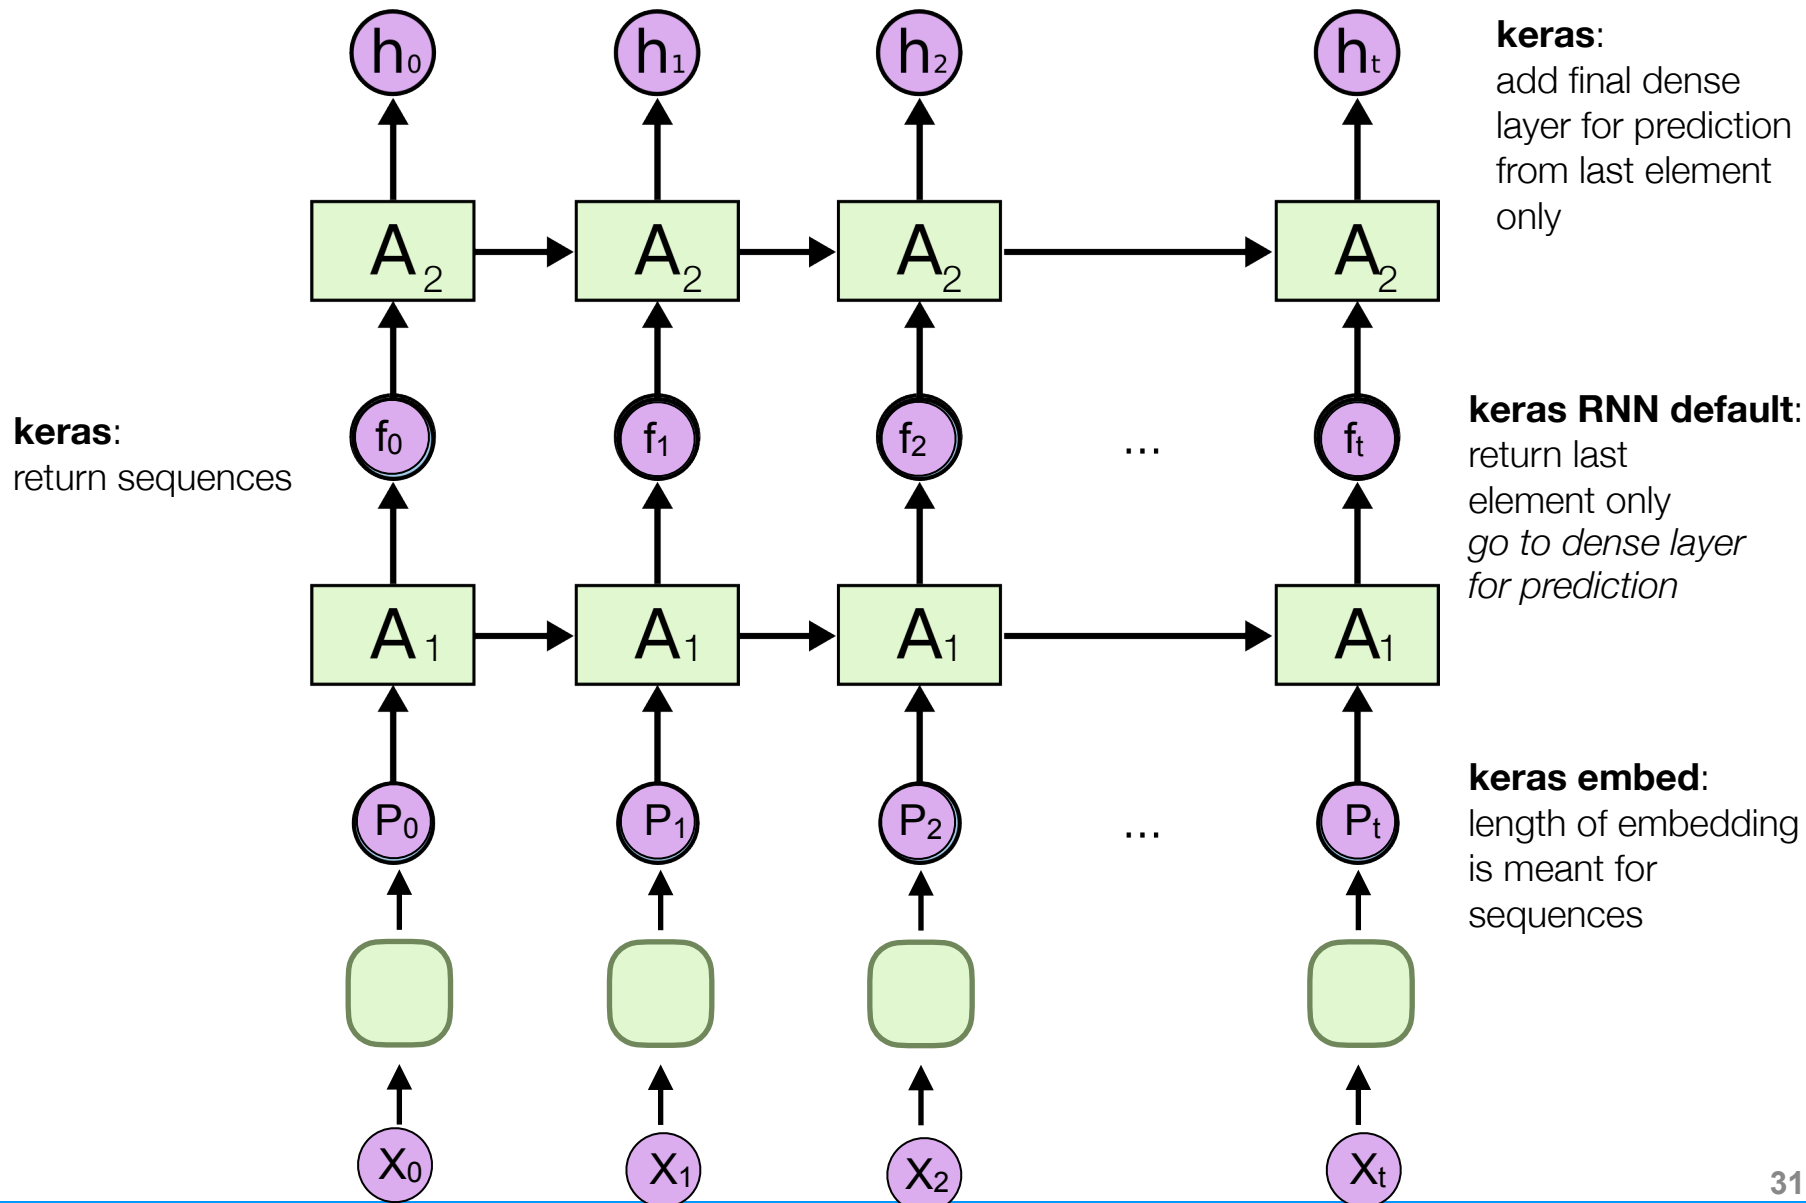 h₀ h₁ h₂ hₜ
keras:
add final dense
layer for prediction
from last element
only
A₂ A₂ A₂ A₂
keras:
return sequences
f₀ f₁ f₂ ... fₜ
keras RNN default:
return last
element only
go to dense layer
for prediction
A₁ A₁ A₁ A₁
P₀ P₁ P₂ ... Pₜ
keras embed:
length of embedding
is meant for
sequences
X₀ X₁ X₂ Xₜ
31